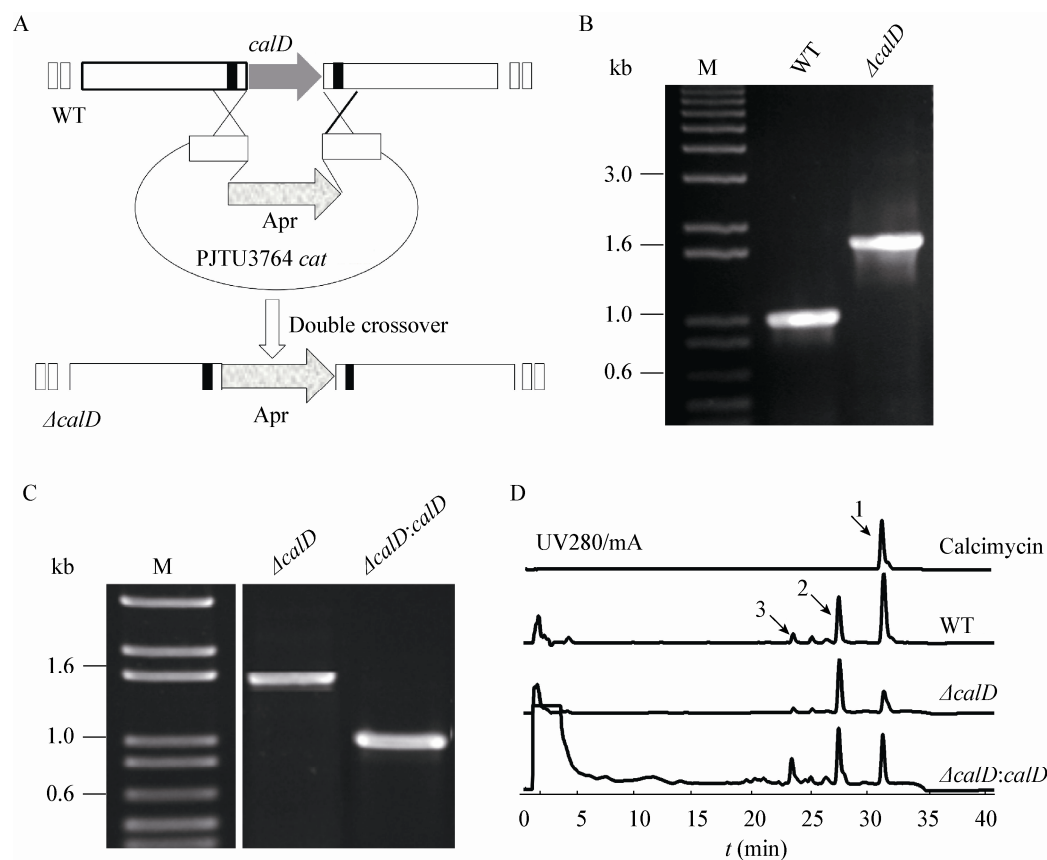 A
calD
WT
Apr
PJTU3764 cat
Double crossover
ΔcalD
Apr
B
kb
M
WT
ΔcalD
3.0
1.6
1.0
0.6
C
kb
M
ΔcalD
ΔcalD:calD
1.6
1.0
0.6
D
UV280/mA
1
Calcimycin
3
2
WT
ΔcalD
ΔcalD:calD
0 5 10 15 20 25 30 35 40
t (min)